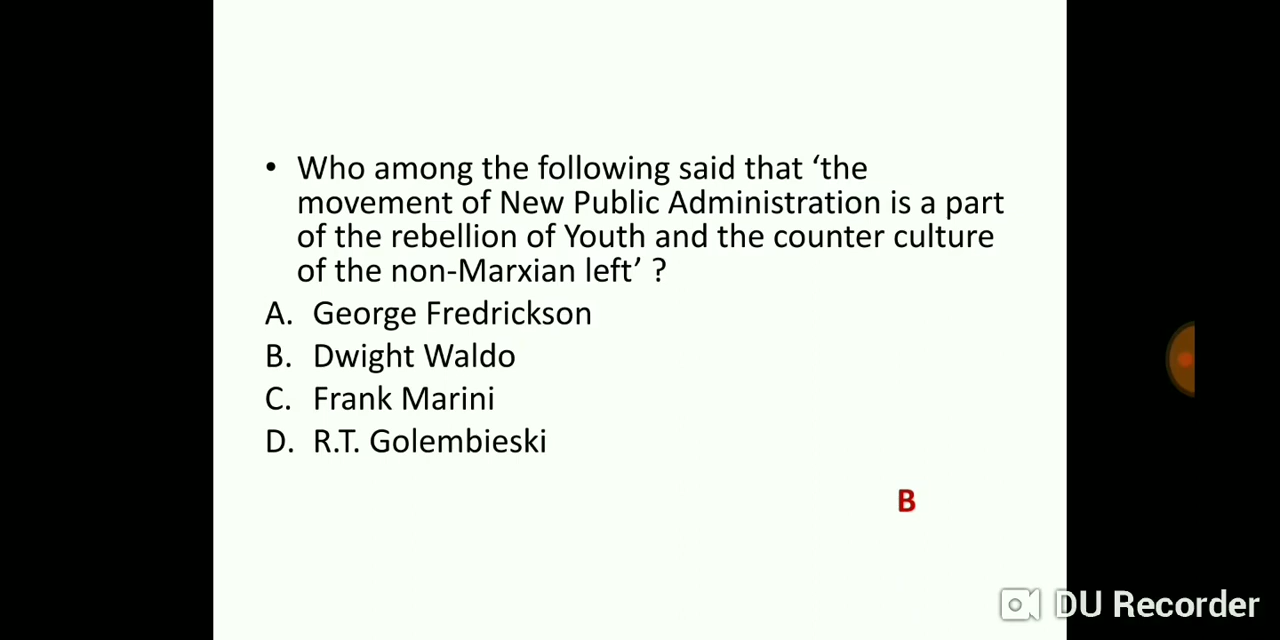 • Who among the following said that ‘the
movement of New Public Administration is a part
of the rebellion of Youth and the counter culture
of the non-Marxian left’ ?
A. George Fredrickson
B. Dwight Waldo
C. Frank Marini
D. R.T. Golembieski
B
DU Recorder